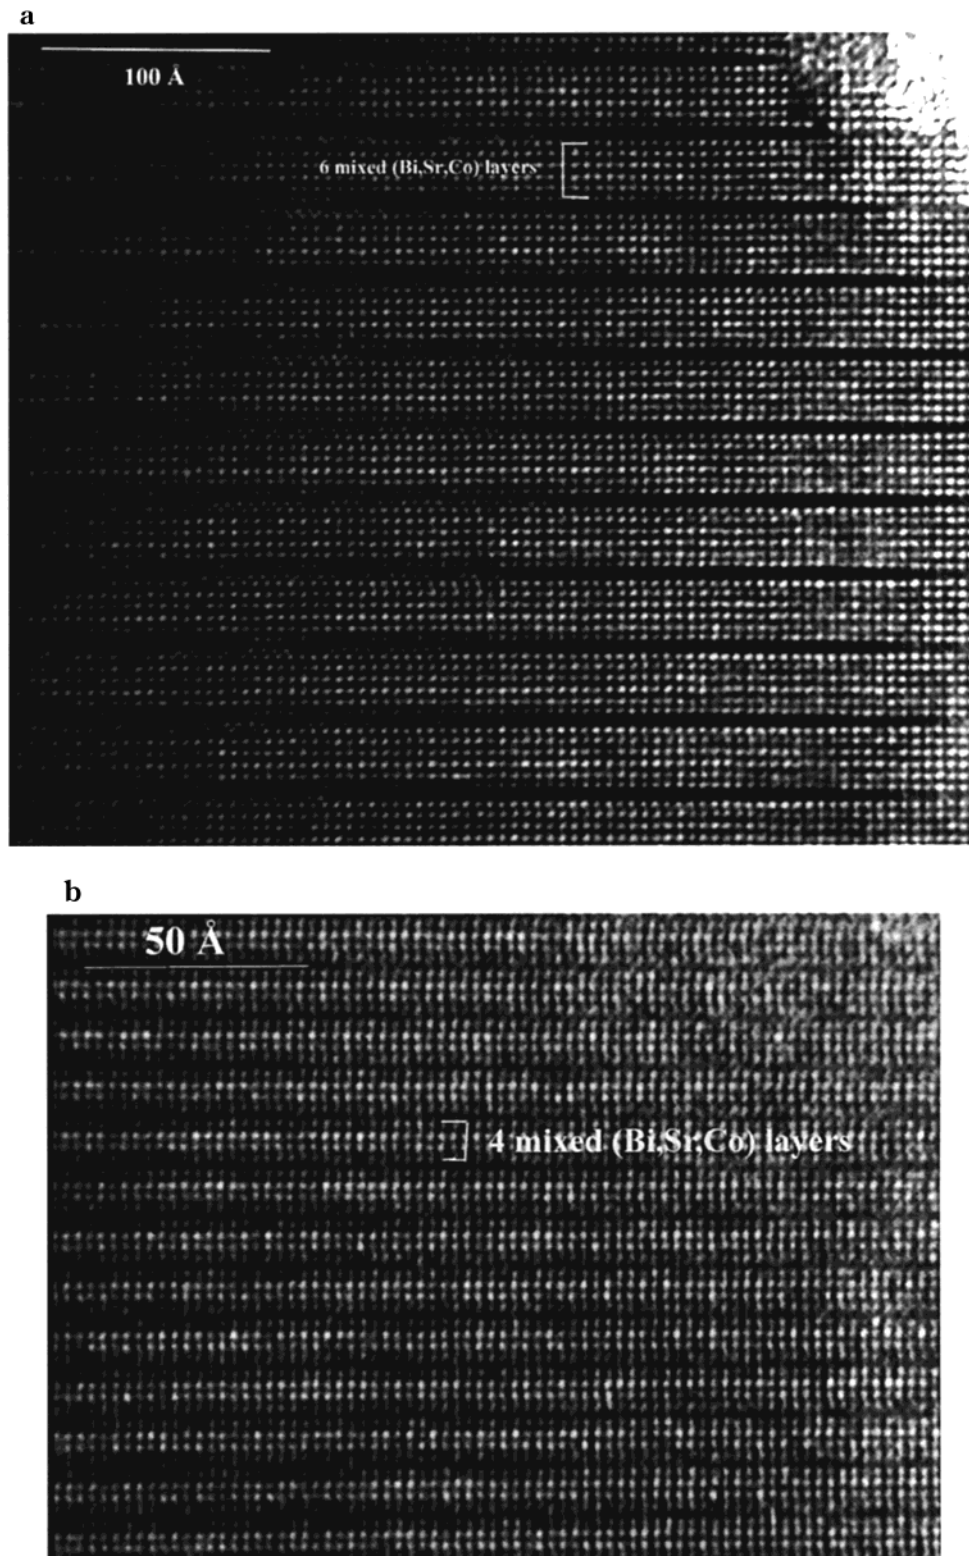 a
100 Å
6 mixed (Bi,Sr,Co) layers
b
50 Å
4 mixed (Bi,Sr,Co) layers